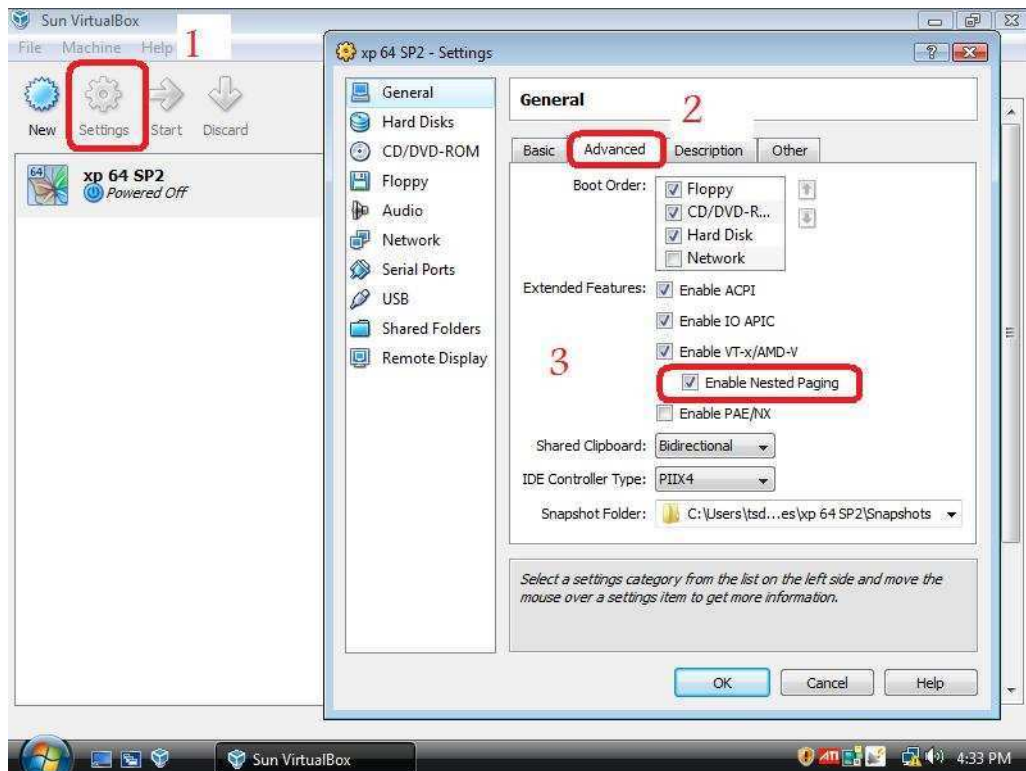 Sun VirtualBox
File Machine Help
1
New Settings Start Discard
64
xp 64 SP2
Powered Off
xp 64 SP2 - Settings
General
Hard Disks
CD/DVD-ROM
Floppy
Audio
Network
Serial Ports
USB
Shared Folders
Remote Display
General
2
Basic Advanced Description Other
Boot Order:
Floppy
CD/DVD-R...
Hard Disk
Network
Extended Features:
Enable ACPI
Enable IO APIC
Enable VT-x/AMD-V
3
Enable Nested Paging
Enable PAE/NX
Shared Clipboard: Bidirectional
IDE Controller Type: PIIX4
Snapshot Folder: C:\Users\tsd...es\xp 64 SP2\Snapshots
Select a settings category from the list on the left side and move the
mouse over a settings item to get more information.
OK Cancel Help
Sun VirtualBox
ATI
4:33 PM